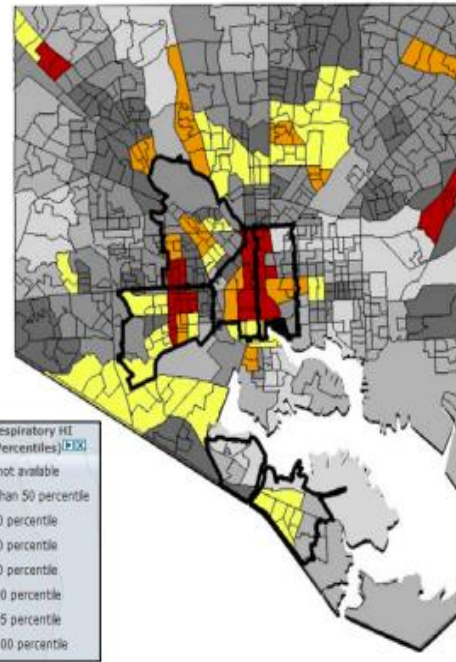 espiratory HI
Percentiles)
not available
than 50 percentile
0 percentile
0 percentile
0 percentile
0 percentile
5 percentile
00 percentile